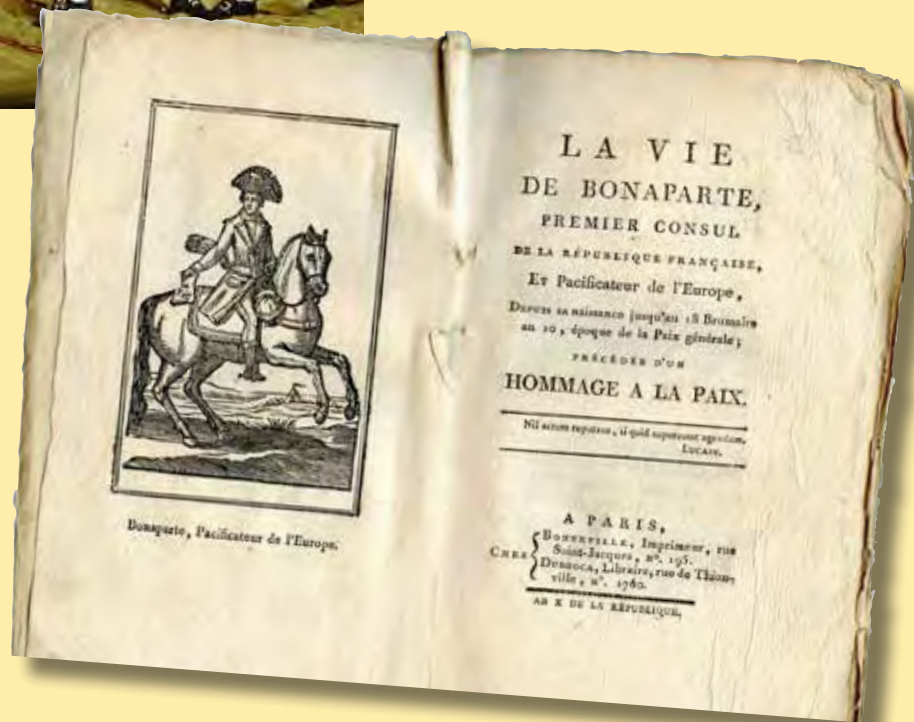 Bonaparte, Pacificateur de l'Europe.
LA VIE
DE BONAPARTE,
PREMIER CONSUL
DE LA RÉPUBLIQUE FRANÇAISE,
ET Pacificateur de l'Europe,
DEPUIS sa naissance jusqu'au 18 Brumaire
an 10, époque de la Paix générale;
PRÉCÉDÉE D'UN
HOMMAGE A LA PAIX.
Nil actum reputans, si quid superesset agendum.
LUCAIN.
A PARIS,
CHEZ
BONNEVILLE, Imprimeur, rue
Saint-Jacques, nº. 195.
DUBROCA, Libraire, rue de Thion-
ville, nº. 1760.
AN X DE LA RÉPUBLIQUE.